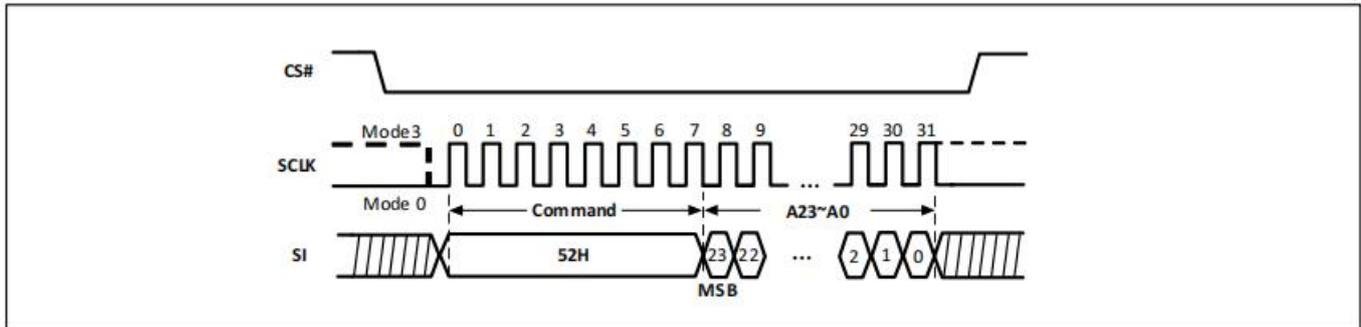 CS#
Mode3 0 1 2 3 4 5 6 7 8 9 29 30 31
SCLK
...
Mode 0
Command A23~A0
SI 52H 23 22 ... 2 1 0
MSB